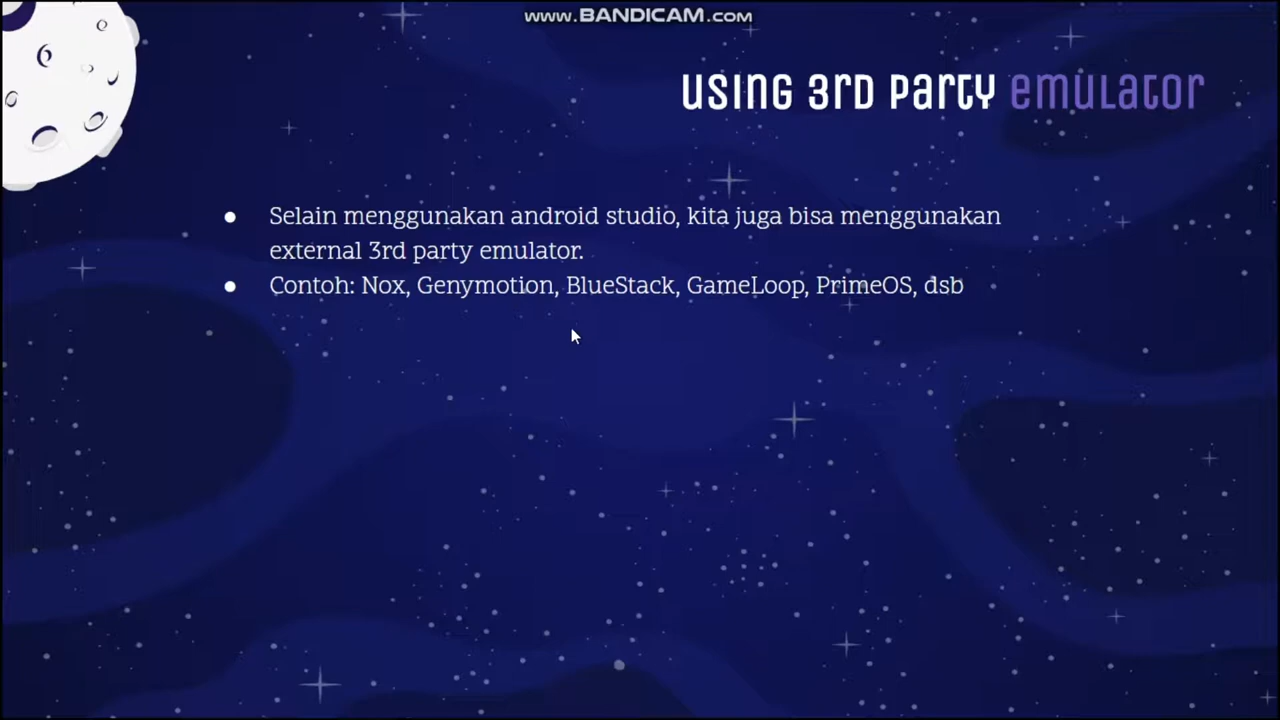 www.BANDICAM.com
USING 3RD PARTY EMULATOR
● Selain menggunakan android studio, kita juga bisa menggunakan
external 3rd party emulator.
● Contoh: Nox, Genymotion, BlueStack, GameLoop, PrimeOS, dsb